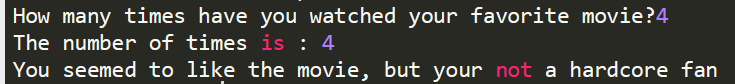 How many times have you watched your favorite movie?4
The number of times is : 4
You seemed to like the movie, but your not a hardcore fan